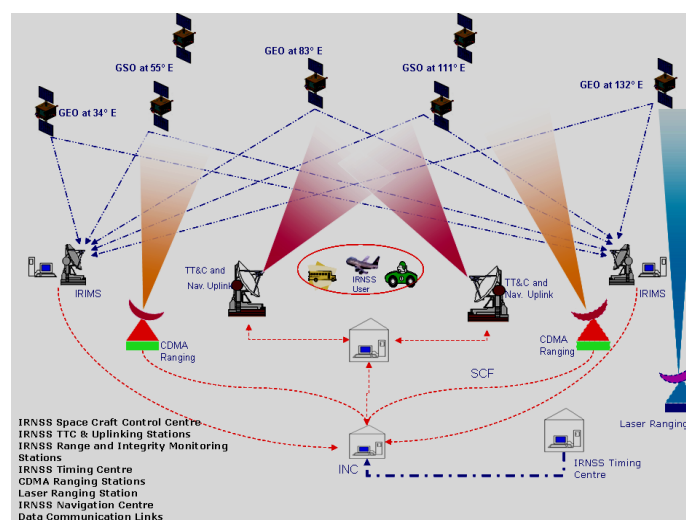 GEO at 83° E
GSO at 55° E
GSO at 111° E
GEO at 132° E
GEO at 34° E
IRIMS
TT&C and
Nav. Uplink
IRNSS
User
TT&C and
Nav. Uplink
IRIMS
CDMA
Ranging
CDMA
Ranging
SCF
Laser Ranging
IRNSS Space Craft Control Centre
IRNSS TTC & Uplinking Stations
IRNSS Range and Integrity Monitoring
Stations
IRNSS Timing Centre
CDMA Ranging Stations
Laser Ranging Station
IRNSS Navigation Centre
Data Communication Links
INC
IRNSS Timing
Centre